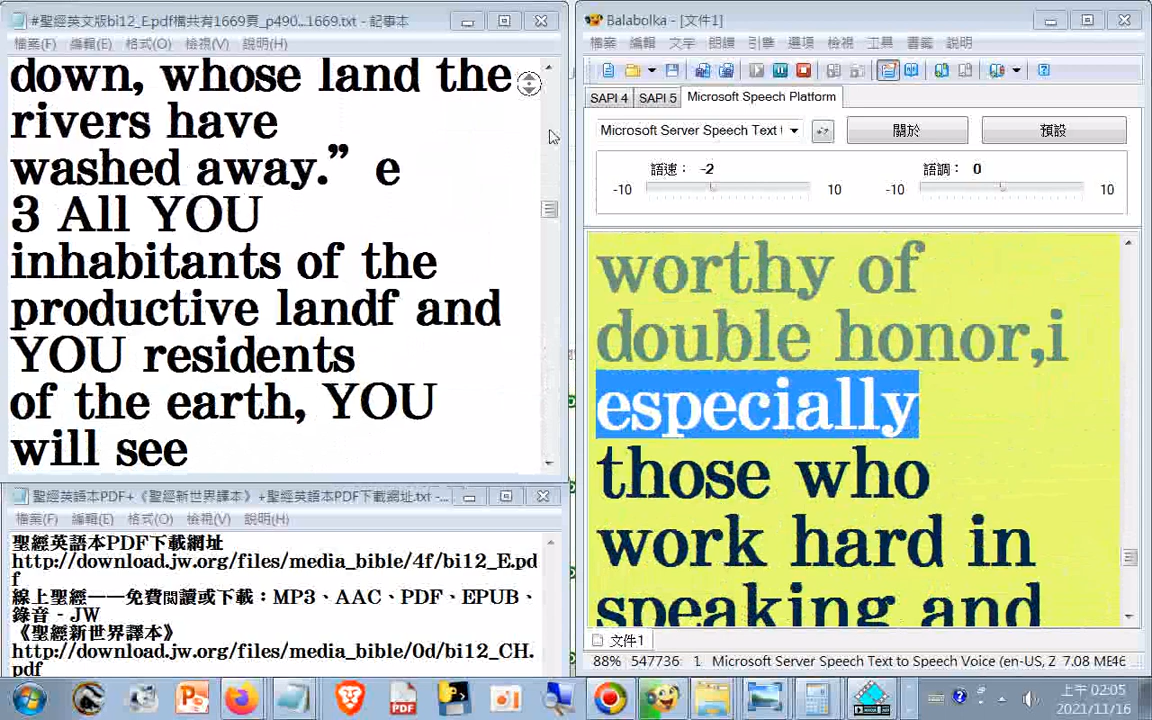 #聖經英文版bi12_E.pdf檔共有1669頁_p490...1669.txt - 記事本
檔案(F) 編輯(E) 格式(O) 檢視(V) 說明(H)
down, whose land the
rivers have
washed away.” e
3 All YOU
inhabitants of the
productive landf and
YOU residents
of the earth, YOU
will see
聖經英語本PDF+《聖經新世界譯本》+聖經英語本PDF下載網址.txt - ...
檔案(F) 編輯(E) 格式(O) 檢視(V) 說明(H)
聖經英語本PDF下載網址
http://download.jw.org/files/media_bible/4f/bi12_E.pd
f
線上聖經——免費閱讀或下載：MP3、AAC、PDF、EPUB、
錄音 - JW
《聖經新世界譯本》
http://download.jw.org/files/media_bible/0d/bi12_CH.
pdf
Balabolka - [文件1]
檔案 編輯 文字 朗讀 引擎 選項 檢視 工具 書籤 說明
SAPI 4 SAPI 5 Microsoft Speech Platform
Microsoft Server Speech Text t 關於 預設
語速： -2 語調： 0
-10 10 -10 10
worthy of
double honor,i
especially
those who
work hard in
speaking and
文件1
88% 547736 1 Microsoft Server Speech Text to Speech Voice (en-US, Z 7.08 ME46
上午 02:05
2021/11/16